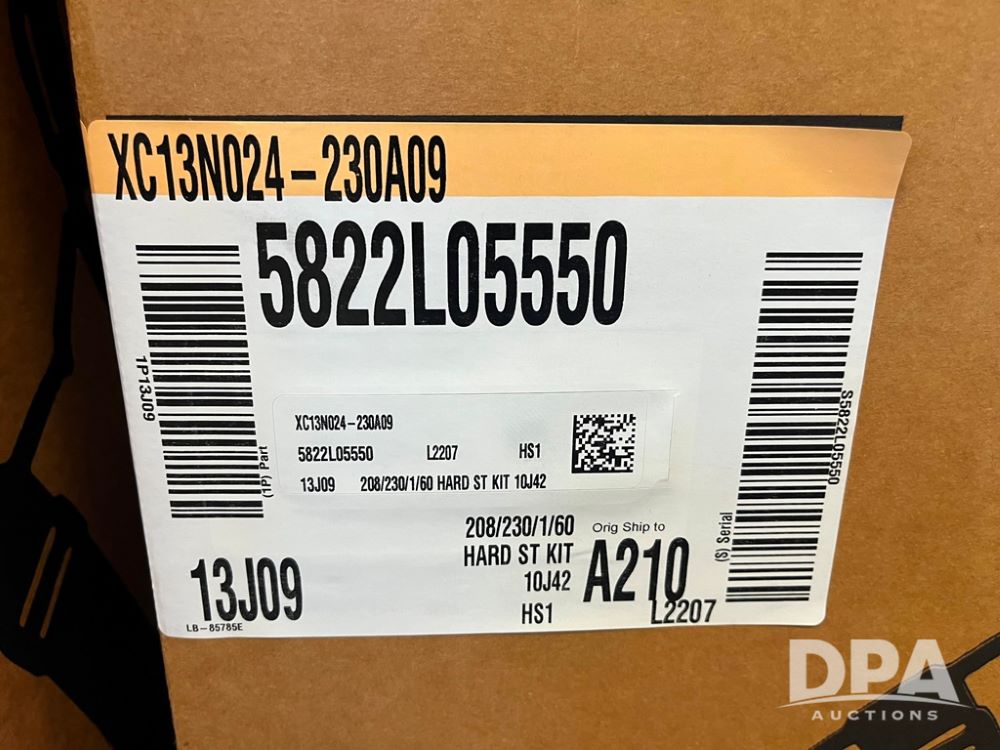 XC13N024-230A09
5822L05550
1P13J09
(1P) Part
S5822L05550
(S) Serial
XC13N024-230A09
5822L05550 L2207 HS1
13J09 208/230/1/60 HARD ST KIT 10J42
208/230/1/60
HARD ST KIT
10J42
HS1
Orig Ship to
A210
L2207
13J09
LB-85785E
DPA
AUCTIONS